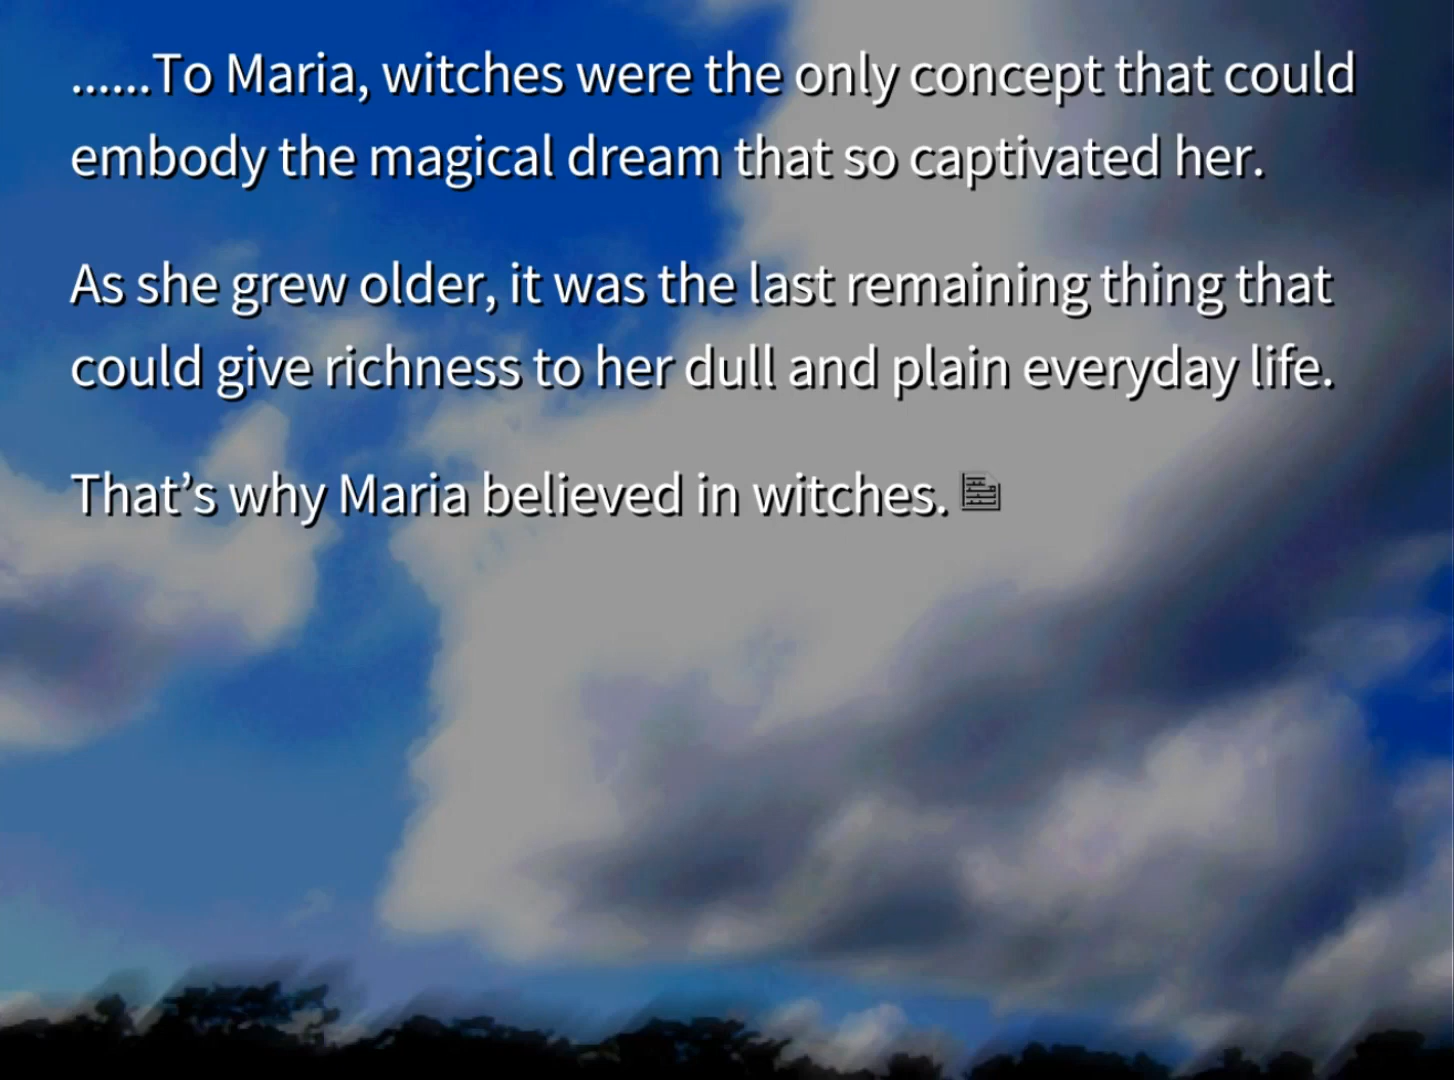 ......To Maria, witches were the only concept that could
embody the magical dream that so captivated her.
As she grew older, it was the last remaining thing that
could give richness to her dull and plain everyday life.
That’s why Maria believed in witches.